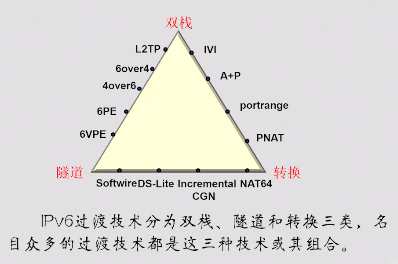 双栈
L2TP
IVI
6over4
A+P
4over6
portrange
6PE
6VPE
PNAT
隧道
转换
Softwire DS-Lite Incremental NAT64
CGN
IPv6过渡技术分为双栈、隧道和转换三类，名
目众多的过渡技术都是这三种技术或其组合。